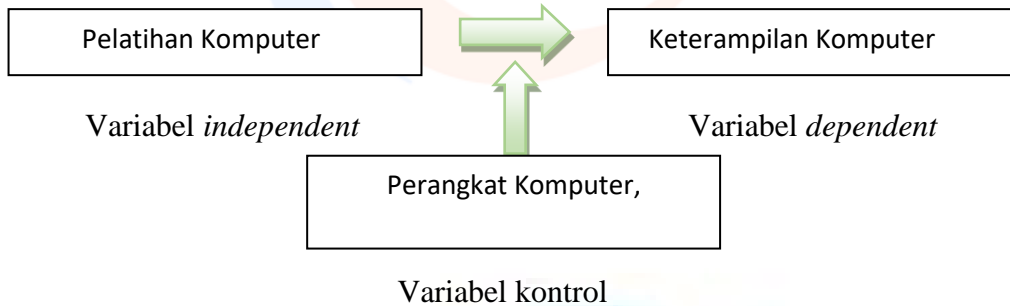 Pelatihan Komputer
Keterampilan Komputer
Variabel independent
Variabel dependent
Perangkat Komputer,
Variabel kontrol